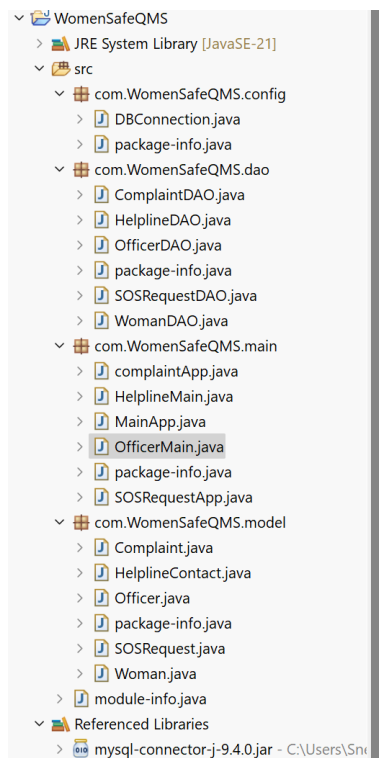 WomenSafeQMS
JRE System Library [JavaSE-21]
src
com.WomenSafeQMS.config
DBConnection.java
package-info.java
com.WomenSafeQMS.dao
ComplaintDAO.java
HelplineDAO.java
OfficerDAO.java
package-info.java
SOSRequestDAO.java
WomanDAO.java
com.WomenSafeQMS.main
complaintApp.java
HelplineMain.java
MainApp.java
OfficerMain.java
package-info.java
SOSRequestApp.java
com.WomenSafeQMS.model
Complaint.java
HelplineContact.java
Officer.java
package-info.java
SOSRequest.java
Woman.java
module-info.java
Referenced Libraries
mysql-connector-j-9.4.0.jar - C:\Users\Sne